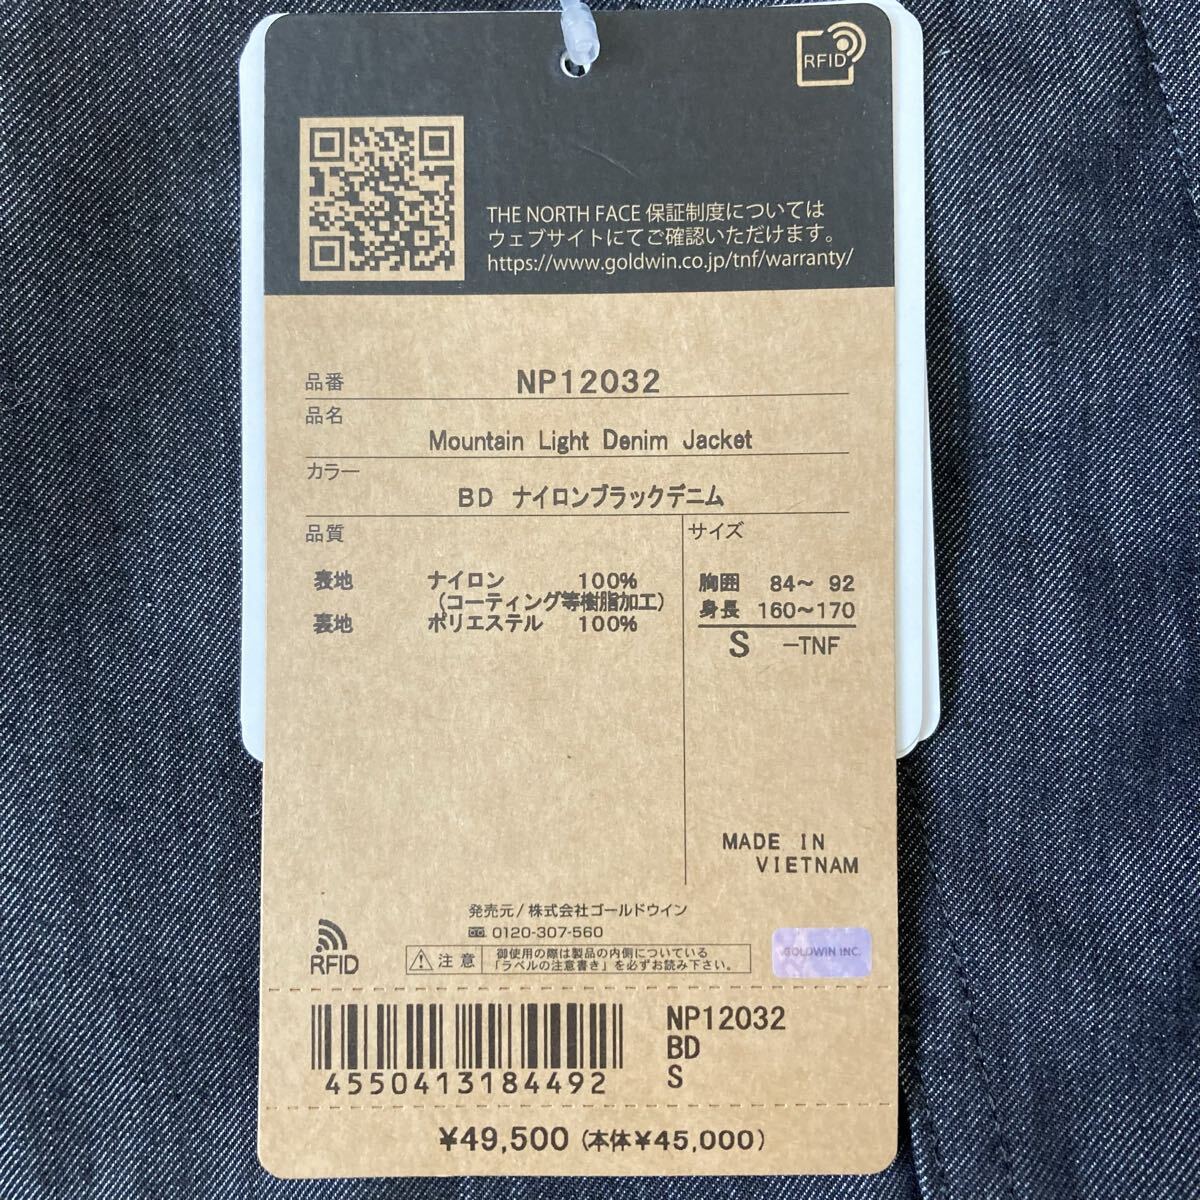 RFID
THE NORTH FACE 保証制度については
ウェブサイトにてご確認いただけます。
https://www.goldwin.co.jp/tnf/warranty/
品番 NP12032
品名
Mountain Light Denim Jacket
カラー
BD ナイロンブラックデニム
品質
表地 ナイロン 100%
(コーティング等樹脂加工)
裏地 ポリエステル 100%
サイズ
胸囲 84～ 92
身長 160～170
S -TNF
MADE IN
VIETNAM
発売元/株式会社ゴールドウイン
0120-307-560
RFID
注意
御使用の際は製品の内側についている
「ラベルの注意書き」を必ずお読み下さい。
GOLDWIN INC.
4550413184492
NP12032
BD
S
¥49,500 (本体¥45,000)